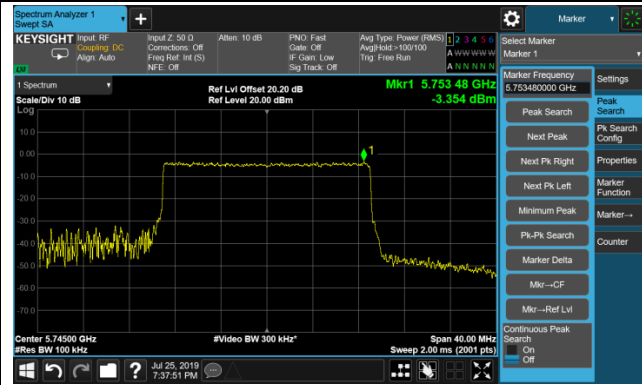 Spectrum Analyzer 1
Swept SA
+
Marker
KEYSIGHT
Input: RF
Coupling: DC
Align: Auto
Input Z: 50 Ω
Corrections: Off
Freq Ref: Int (S)
NFE: Off
Atten: 10 dB
PNO: Fast
Gate: Off
IF Gain: Low
Sig Track: Off
Avg Type: Power (RMS)
Avg|Hold:>100/100
Trig: Free Run
1 2 3 4 5 6
A W W W W W
A N N N N N
LXI
1 Spectrum
Scale/Div 10 dB
Log
Ref Lvl Offset 20.20 dB
Ref Level 20.00 dBm
Mkr1 5.753 48 GHz
-3.354 dBm
1
10.0
0.00
-10.0
-20.0
-30.0
-40.0
-50.0
-60.0
-70.0
Center 5.74500 GHz
#Res BW 100 kHz
#Video BW 300 kHz*
Span 40.00 MHz
Sweep 2.00 ms (2001 pts)
?
Jul 25, 2019
7:37:51 PM
Select Marker
Marker 1
Marker Frequency
5.753480000 GHz
Peak Search
Next Peak
Next Pk Right
Next Pk Left
Minimum Peak
Pk-Pk Search
Marker Delta
Mkr→CF
Mkr→Ref Lvl
Continuous Peak
Search
On
Off
Settings
Peak
Search
Pk Search
Config
Properties
Marker
Function
Marker→
Counter